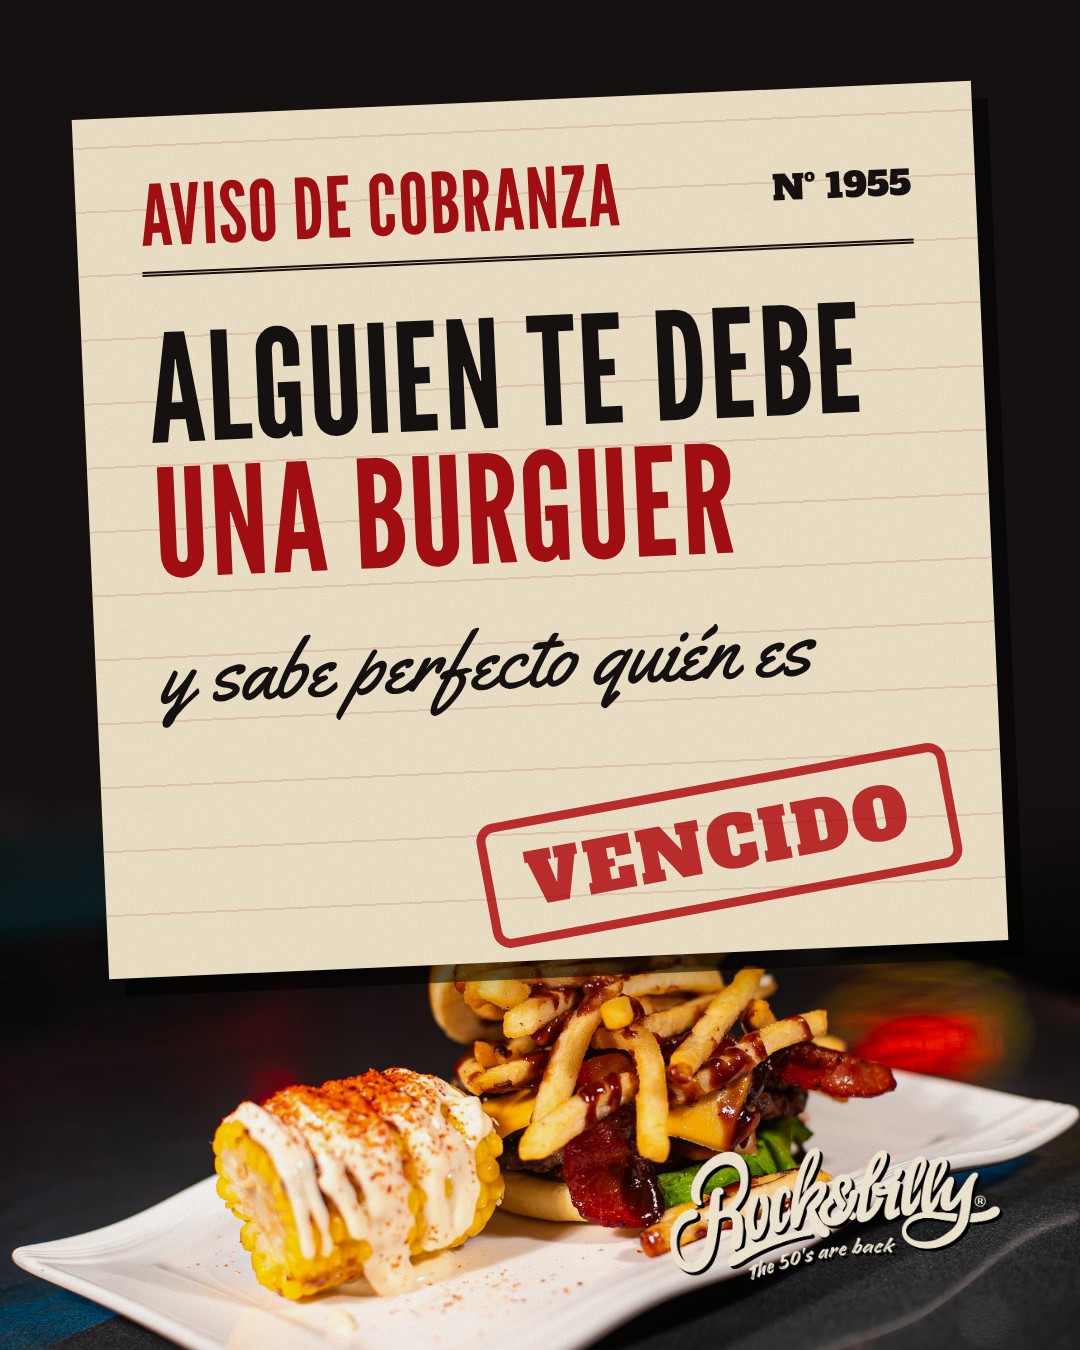 AVISO DE COBRANZA
Nº 1955
ALGUIEN TE DEBE
UNA BURGUER
y sabe perfecto quién es
VENCIDO
Rocksbilly®
The 50's are back